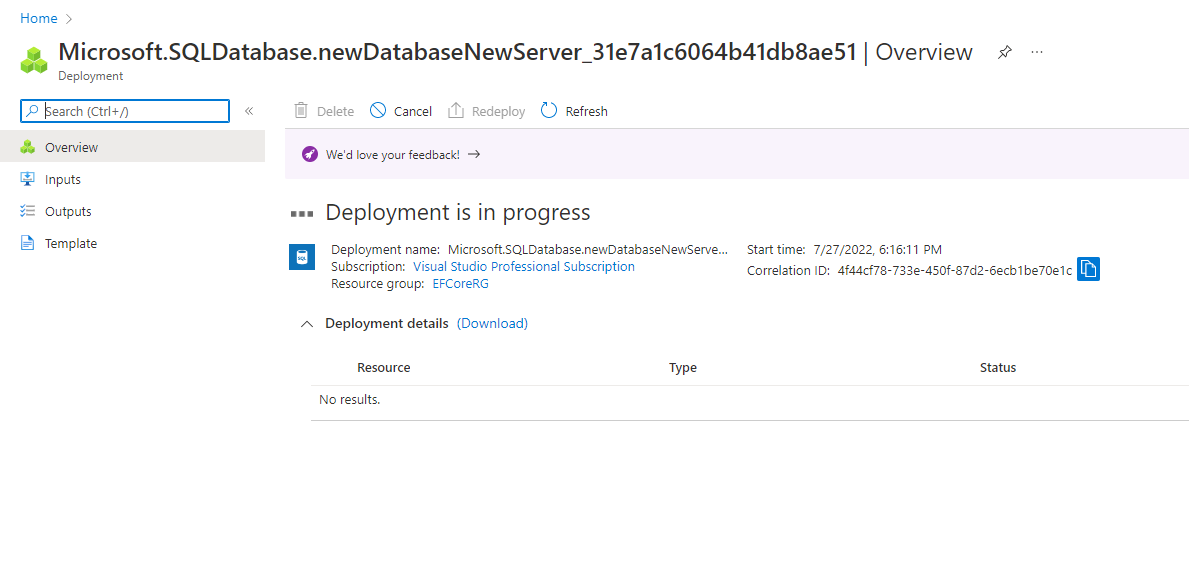 Home
Microsoft.SQLDatabase.newDatabaseNewServer_31e7a1c6064b41db8ae51 | Overview
Deployment
Search (Ctrl+/)
Delete Cancel Redeploy Refresh
Overview
Inputs
Outputs
Template
We'd love your feedback!
Deployment is in progress
Deployment name: Microsoft.SQLDatabase.newDatabaseNewServe...
Subscription: Visual Studio Professional Subscription
Resource group: EFCoreRG
Start time: 7/27/2022, 6:16:11 PM
Correlation ID: 4f44cf78-733e-450f-87d2-6ecb1be70e1c
Deployment details (Download)
Resource Type Status
No results.